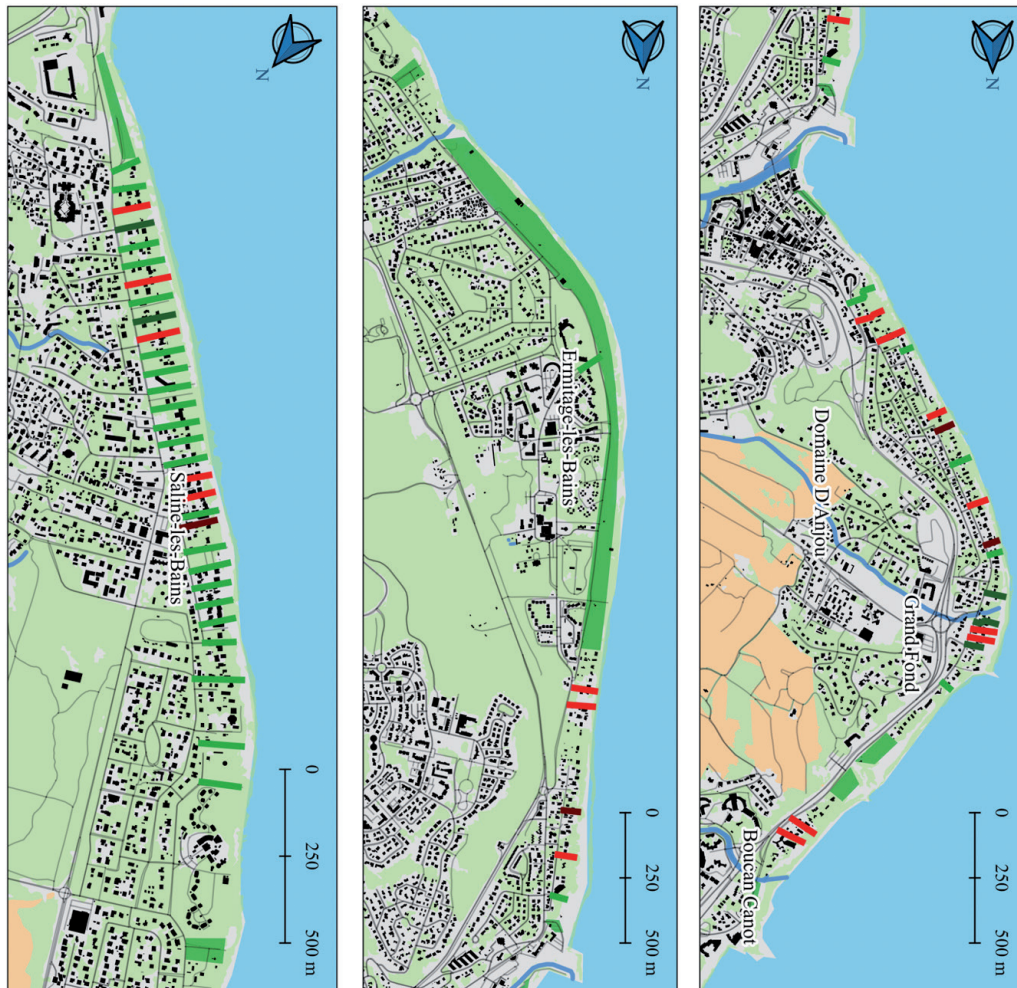 N
Saline-les-Bains
0
250
500 m
N
Ermitage-les-Bains
0
250
500 m
N
Domaine D'Anjou
Grand Fond
Boucan Canot
0
250
500 m